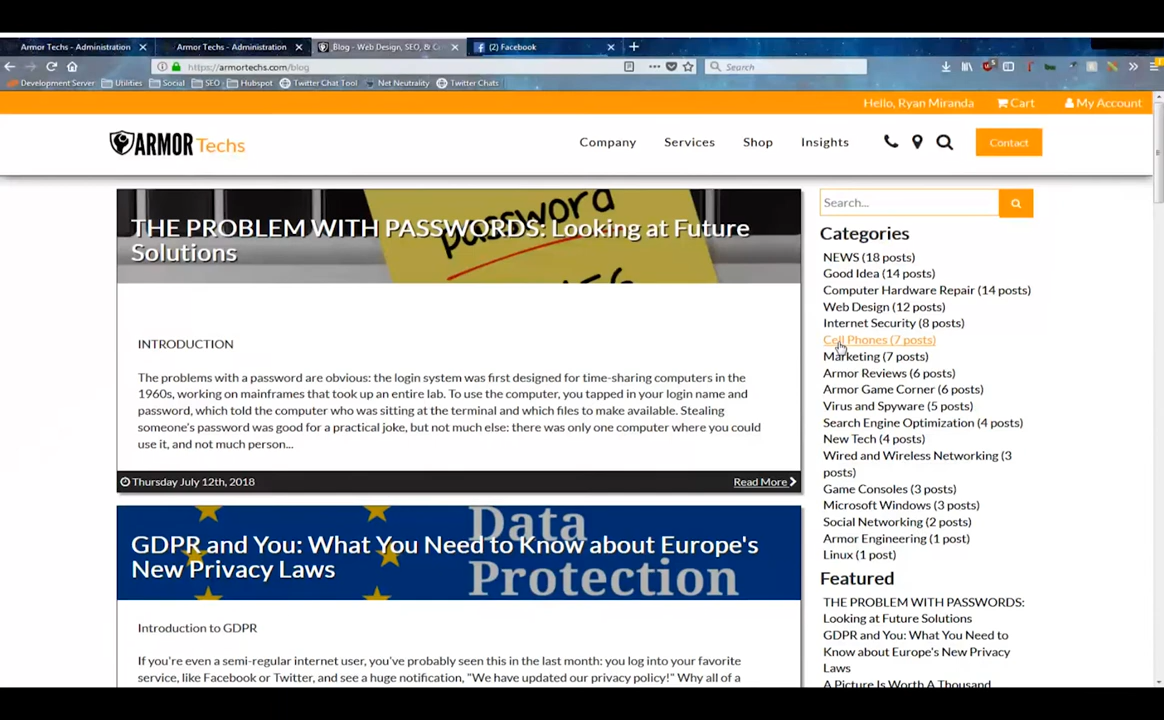 Armor Techs - Administration
Armor Techs - Administration
Blog - Web Design, SEO, & C
(2) Facebook
https://armortechs.com/blog
Search
Development Server
Utilities
Social
SEO
Hubspot
Twitter Chat Tool
Net Neutrality
Twitter Chats
Hello, Ryan Miranda
Cart
My Account
ARMOR Techs
Company
Services
Shop
Insights
Contact
THE PROBLEM WITH PASSWORDS: Looking at Future
Solutions
password
INTRODUCTION
The problems with a password are obvious: the login system was first designed for time-sharing computers in the
1960s, working on mainframes that took up an entire lab. To use the computer, you tapped in your login name and
password, which told the computer who was sitting at the terminal and which files to make available. Stealing
someone's password was good for a practical joke, but not much else: there was only one computer where you could
use it, and not much person...
Thursday July 12th, 2018
Read More
GDPR and You: What You Need to Know about Europe's
New Privacy Laws
Data
Protection
Introduction to GDPR
If you're even a semi-regular internet user, you've probably seen this in the last month: you log into your favorite
service, like Facebook or Twitter, and see a huge notification, "We have updated our privacy policy!" Why all of a
Search...
Categories
NEWS (18 posts)
Good Idea (14 posts)
Computer Hardware Repair (14 posts)
Web Design (12 posts)
Internet Security (8 posts)
Cell Phones (7 posts)
Marketing (7 posts)
Armor Reviews (6 posts)
Armor Game Corner (6 posts)
Virus and Spyware (5 posts)
Search Engine Optimization (4 posts)
New Tech (4 posts)
Wired and Wireless Networking (3
posts)
Game Consoles (3 posts)
Microsoft Windows (3 posts)
Social Networking (2 posts)
Armor Engineering (1 post)
Linux (1 post)
Featured
THE PROBLEM WITH PASSWORDS:
Looking at Future Solutions
GDPR and You: What You Need to
Know about Europe's New Privacy
Laws
A Picture Is Worth A Thousand